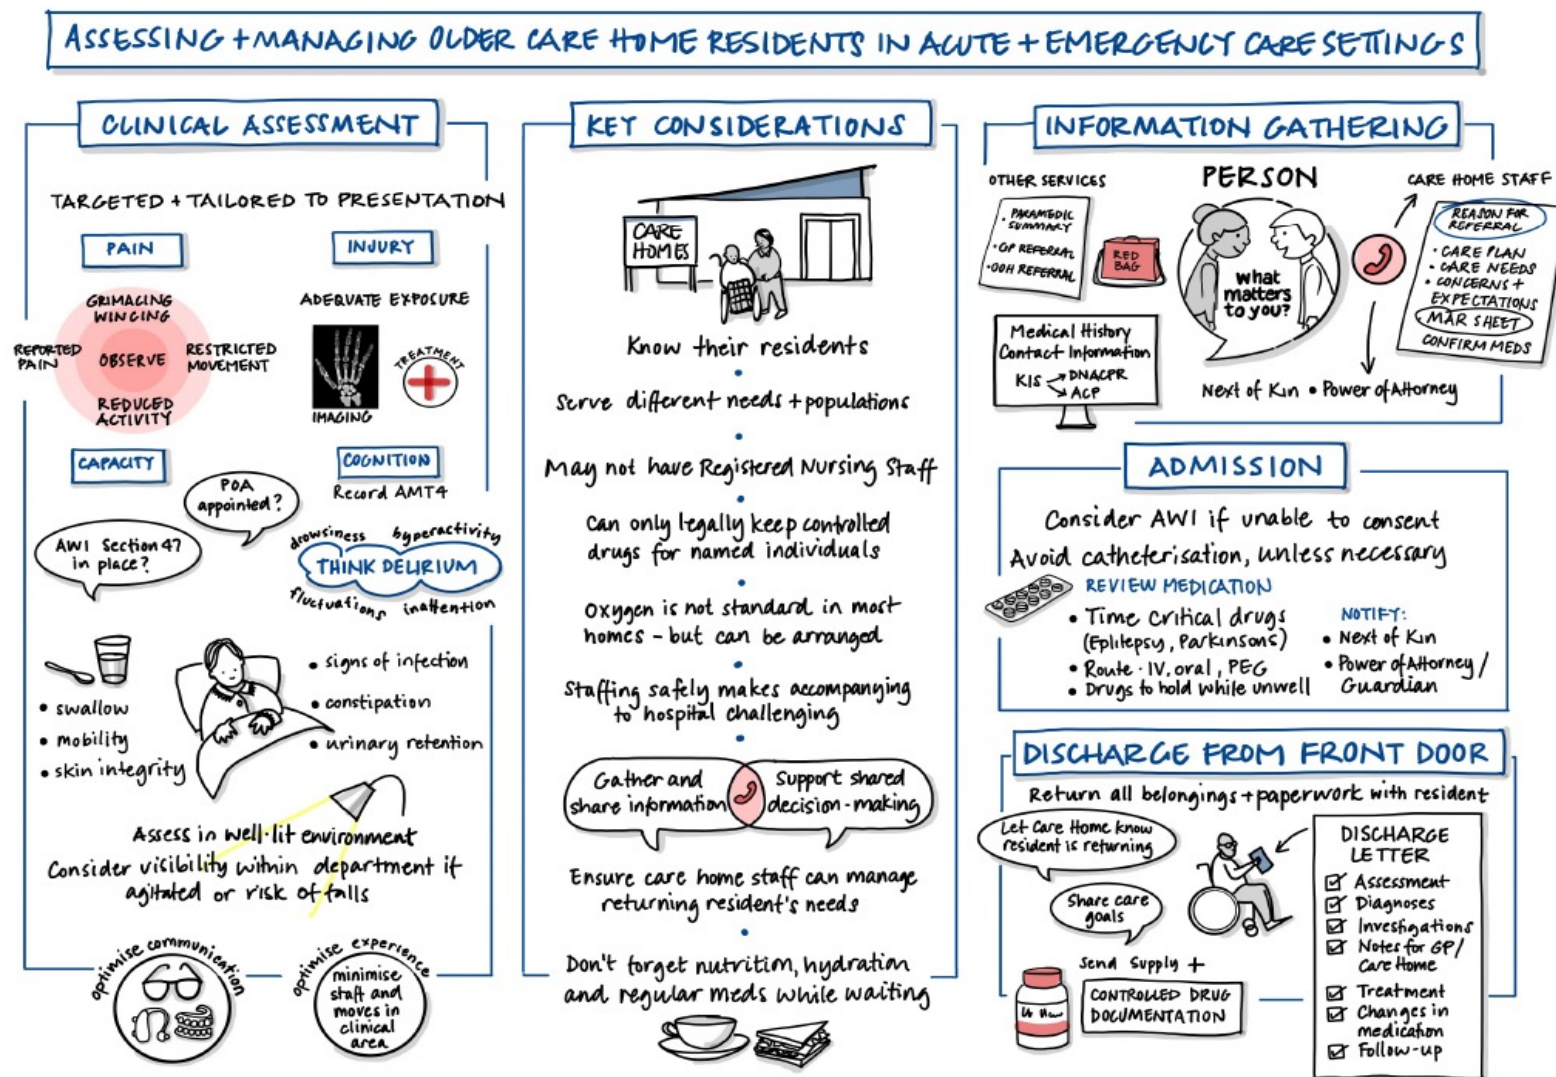 ASSESSING + MANAGING OLDER CARE HOME RESIDENTS IN ACUTE + EMERGENCY CARE SETTINGS
CLINICAL ASSESSMENT
TARGETED + TAILORED TO PRESENTATION
PAIN
GRIMACING
WINCING
REPORTED
PAIN
OBSERVE
RESTRICTED
MOVEMENT
REDUCED
ACTIVITY
INJURY
ADEQUATE EXPOSURE
IMAGING
TREATMENT
CAPACITY
POA
appointed?
AWI Section 47
in place?
COGNITION
Record AMT4
drowsiness
hyperactivity
THINK DELIRIUM
fluctuations
inattention
• swallow
• mobility
• skin integrity
• signs of infection
• constipation
• urinary retention
Assess in well-lit environment
Consider visibility within department if
agitated or risk of falls
optimise communication
optimise experience
minimise
staff and
moves in
clinical
area
KEY CONSIDERATIONS
CARE
HOMES
Know their residents
•
Serve different needs + populations
•
May not have Registered Nursing Staff
•
Can only legally keep controlled
drugs for named individuals
•
Oxygen is not standard in most
homes - but can be arranged
•
Staffing safely makes accompanying
to hospital challenging
•
Gather and
share information
Support shared
decision-making
Ensure care home staff can manage
returning resident's needs
•
Don't forget nutrition, hydration
and regular meds while waiting
INFORMATION GATHERING
OTHER SERVICES
• PARAMEDIC
SUMMARY
• GP REFERRAL
• OOH REFERRAL
RED
BAG
Medical History
Contact Information
KIS → DNACPR
→ ACP
PERSON
what
matters
to you?
CARE HOME STAFF
REASON FOR
REFERRAL
• CARE PLAN
• CARE NEEDS
• CONCERNS +
EXPECTATIONS
MAR SHEET
CONFIRM MEDS
Next of Kin • Power of Attorney
ADMISSION
Consider AWI if unable to consent
Avoid catheterisation, unless necessary
REVIEW MEDICATION
• Time Critical drugs
(Eplilepsy, Parkinsons)
• Route · IV, oral, PEG
• Drugs to hold while unwell
NOTIFY:
• Next of Kin
• Power of Attorney /
Guardian
DISCHARGE FROM FRONT DOOR
Return all belongings + paperwork with resident
Let Care Home know
resident is returning
Share care
goals
Send Supply +
CONTROLLED DRUG
DOCUMENTATION
DISCHARGE
LETTER
☑ Assessment
☑ Diagnoses
☑ Investigations
☑ Notes for GP/
Care Home
☑ Treatment
☑ Changes in
medication
☑ Follow-up